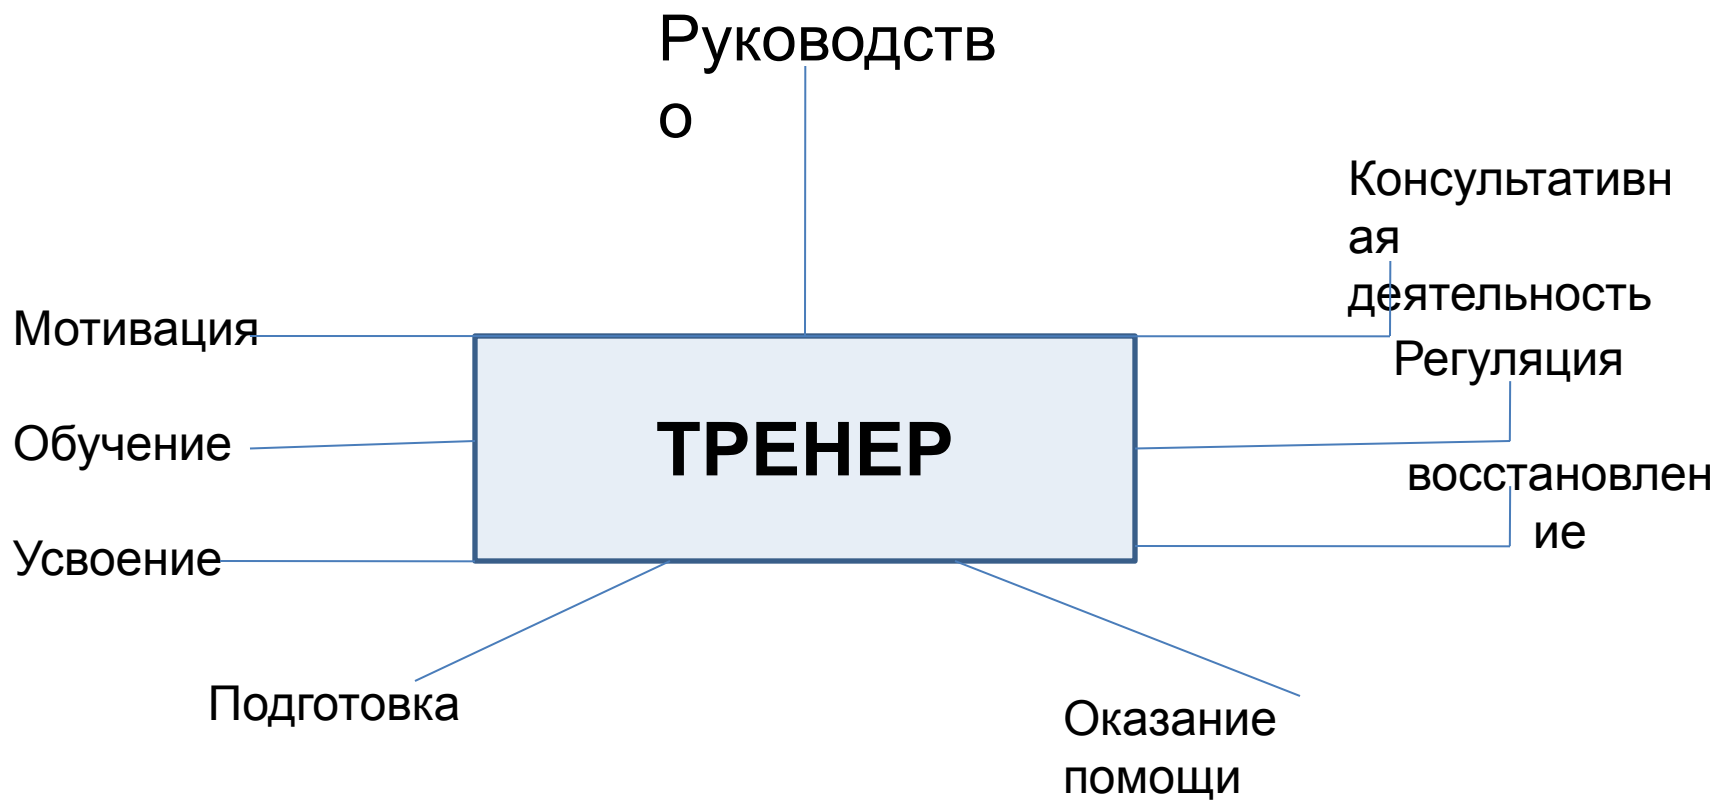 Руководств
о
Консультативн
ая
деятельность
Мотивация
Регуляция
Обучение
ТРЕНЕР
восстановлен
ие
Усвоение
Подготовка
Оказание
помощи